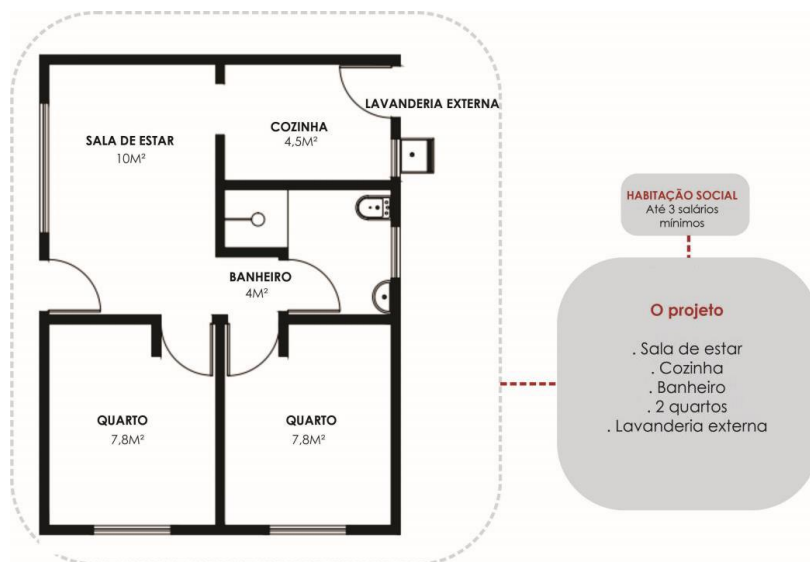 LAVANDERIA EXTERNA
SALA DE ESTAR
10M²
COZINHA
4,5M²
BANHEIRO
4M²
QUARTO
7,8M²
QUARTO
7,8M²
HABITAÇÃO SOCIAL
Até 3 salários
mínimos
O projeto
. Sala de estar
. Cozinha
. Banheiro
. 2 quartos
. Lavanderia externa